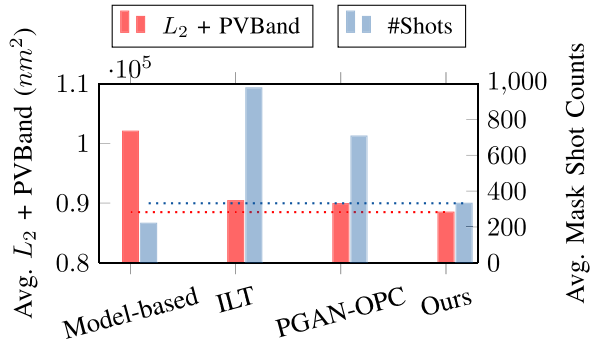 L2 + PVBand
#Shots
·10^5
Avg. L2 + PVBand (nm^2)
1.1
1
0.9
0.8
1,000
800
600
400
200
0
Avg. Mask Shot Counts
Model-based
ILT
PGAN-OPC
Ours